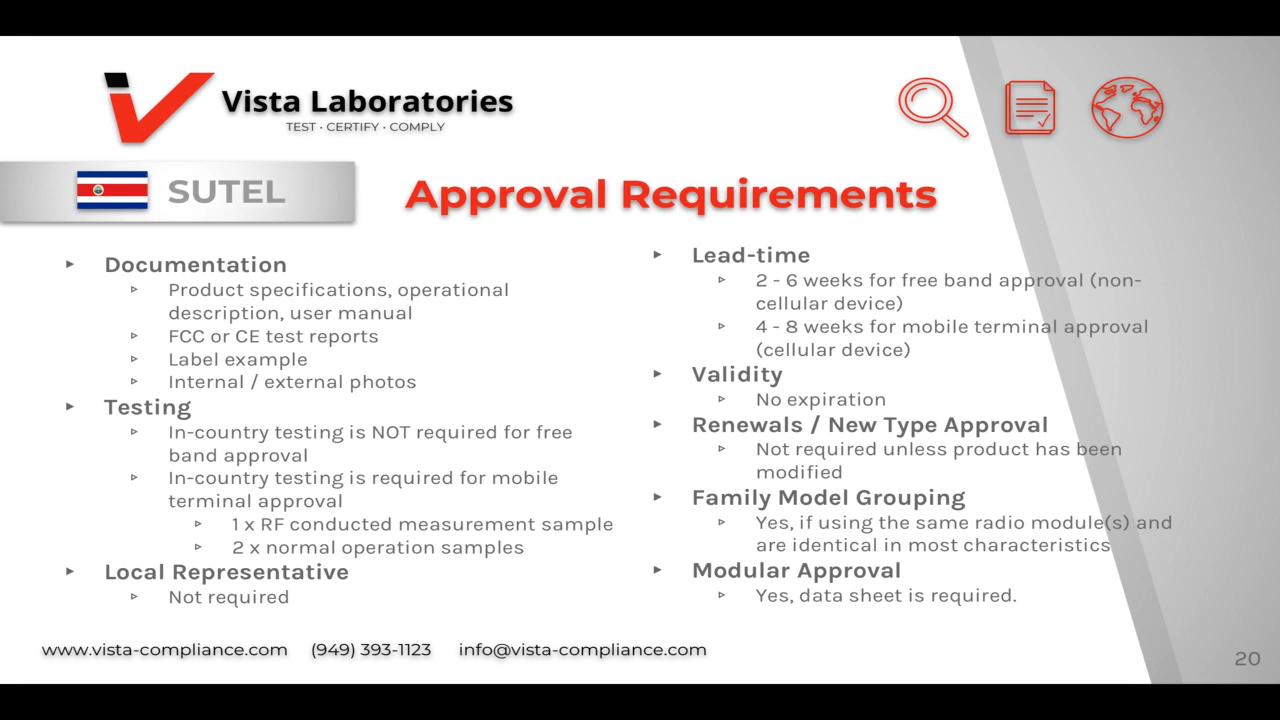 Vista Laboratories
TEST · CERTIFY · COMPLY
SUTEL
Approval Requirements
Documentation
Product specifications, operational
description, user manual
FCC or CE test reports
Label example
Internal / external photos
Testing
In-country testing is NOT required for free
band approval
In-country testing is required for mobile
terminal approval
1 x RF conducted measurement sample
2 x normal operation samples
Local Representative
Not required
Lead-time
2 - 6 weeks for free band approval (non-
cellular device)
4 - 8 weeks for mobile terminal approval
(cellular device)
Validity
No expiration
Renewals / New Type Approval
Not required unless product has been
modified
Family Model Grouping
Yes, if using the same radio module(s) and
are identical in most characteristics
Modular Approval
Yes, data sheet is required.
www.vista-compliance.com (949) 393-1123 info@vista-compliance.com
20